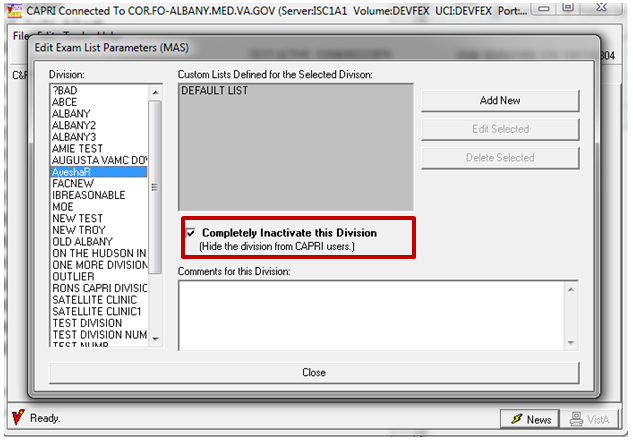 CAPRI Connected To COR.FO-ALBANY.MED.VA.GOV (Server:ISC1A1 Volume:DEVFEX UCI:DEVFEX Port:...
File
804
C&P
Edit Exam List Parameters (MAS)
Division:
?BAD
ABCE
ALBANY
ALBANY2
ALBANY3
AMIE TEST
AUGUSTA VAMC DO
AyeshaR
FACNEW
IBREASONABLE
MOE
NEW TEST
NEW TROY
OLD ALBANY
ON THE HUDSON IN
ONE MORE DIVISION
OUTLIER
RONS CAPRI DIVISIC
SATELLITE CLINIC
SATELLITE CLINIC1
TEST DIVISION
TEST DIVISION NUM
TEST NUMB
Custom Lists Defined for the Selected Divison:
DEFAULT LIST
Add New
Edit Selected
Delete Selected
Completely Inactivate this Division
(Hide the division from CAPRI users.)
Comments for this Division:
Close
Ready.
News
VistA